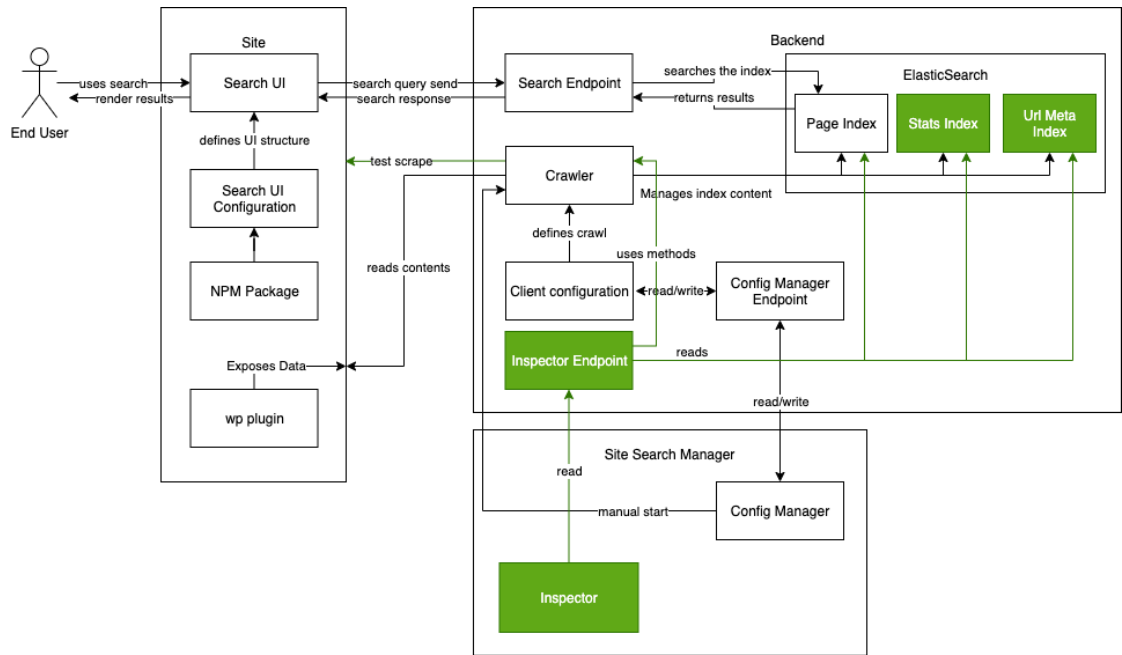 Site
Backend
Search UI
Search Endpoint
ElasticSearch
uses search
render results
search query send
search response
searches the index
returns results
Page Index
Stats Index
Url Meta
Index
End User
defines UI structure
test scrape
Crawler
Manages index content
Search UI
Configuration
defines crawl
uses methods
reads contents
NPM Package
Client configuration
read/write
Config Manager
Endpoint
Inspector Endpoint
reads
Exposes Data
wp plugin
read/write
Site Search Manager
read
manual start
Config Manager
Inspector